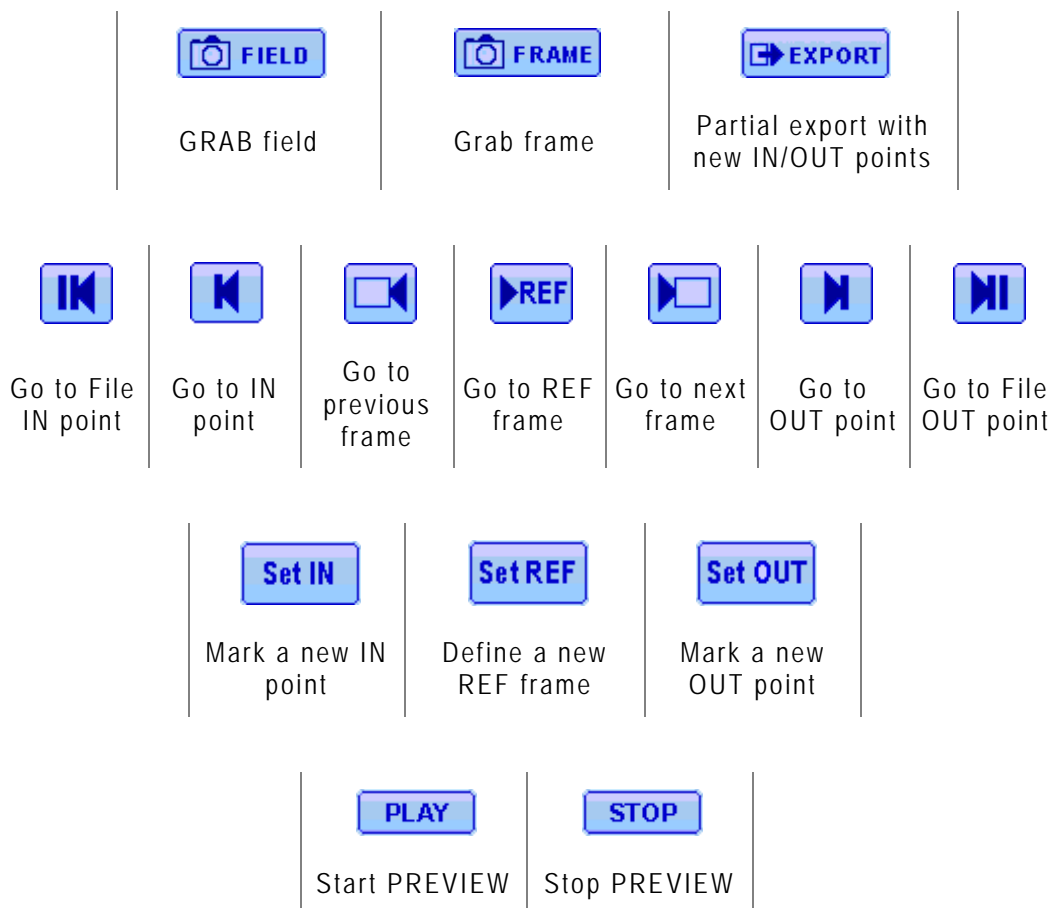 FIELD FRAME EXPORT
GRAB field Grab frame Partial export with
new IN/OUT points
REF
Go to File Go to IN Go to previous frame Go to REF Go to next Go to Go to File
IN point point frame frame OUT point OUT point
Set IN Set REF Set OUT
Mark a new IN Define a new Mark a new
point REF frame OUT point
PLAY STOP
Start PREVIEW Stop PREVIEW